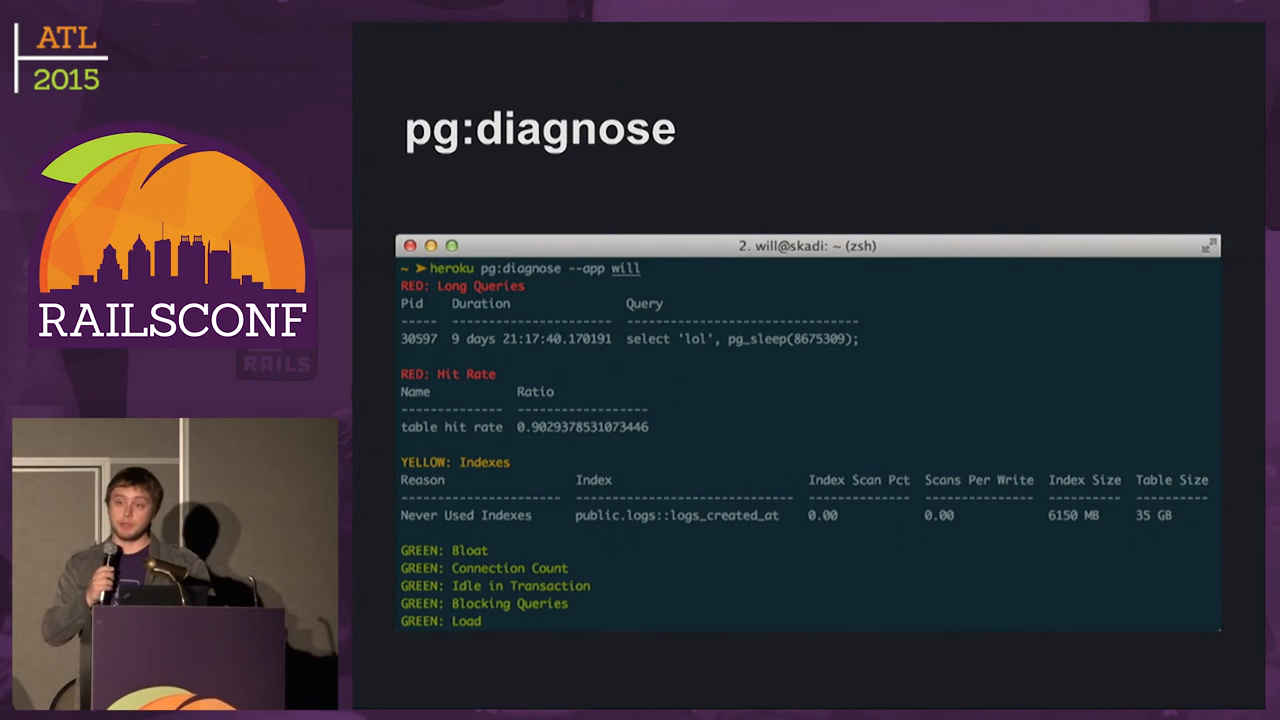 ATL
2015
RAILSCONF
RAILS
pg:diagnose
2. will@skadi: ~ (zsh)
~ ➤ heroku pg:diagnose --app will
RED: Long Queries
Pid Duration Query
----- ---------------------- --------------------------------
30597 9 days 21:17:40.170191 select 'lol', pg_sleep(8675309);
RED: Hit Rate
Name Ratio
-------------- ------------------
table hit rate 0.9029378531073446
YELLOW: Indexes
Reason Index Index Scan Pct Scans Per Write Index Size Table Size
---------------------- ------------------------------ -------------- --------------- ---------- ----------
Never Used Indexes public.logs::logs_created_at 0.00 0.00 6150 MB 35 GB
GREEN: Bloat
GREEN: Connection Count
GREEN: Idle in Transaction
GREEN: Blocking Queries
GREEN: Load